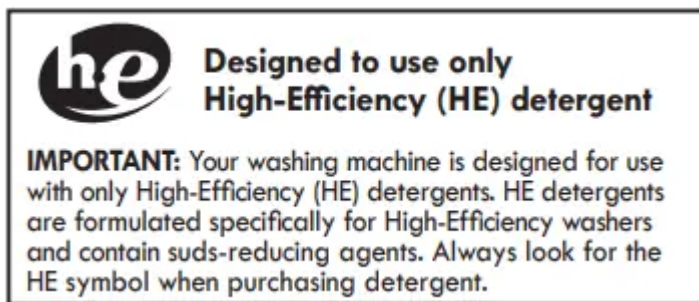 he
Designed to use only
High-Efficiency (HE) detergent
IMPORTANT: Your washing machine is designed for use
with only High-Efficiency (HE) detergents. HE detergents
are formulated specifically for High-Efficiency washers
and contain suds-reducing agents. Always look for the
HE symbol when purchasing detergent.